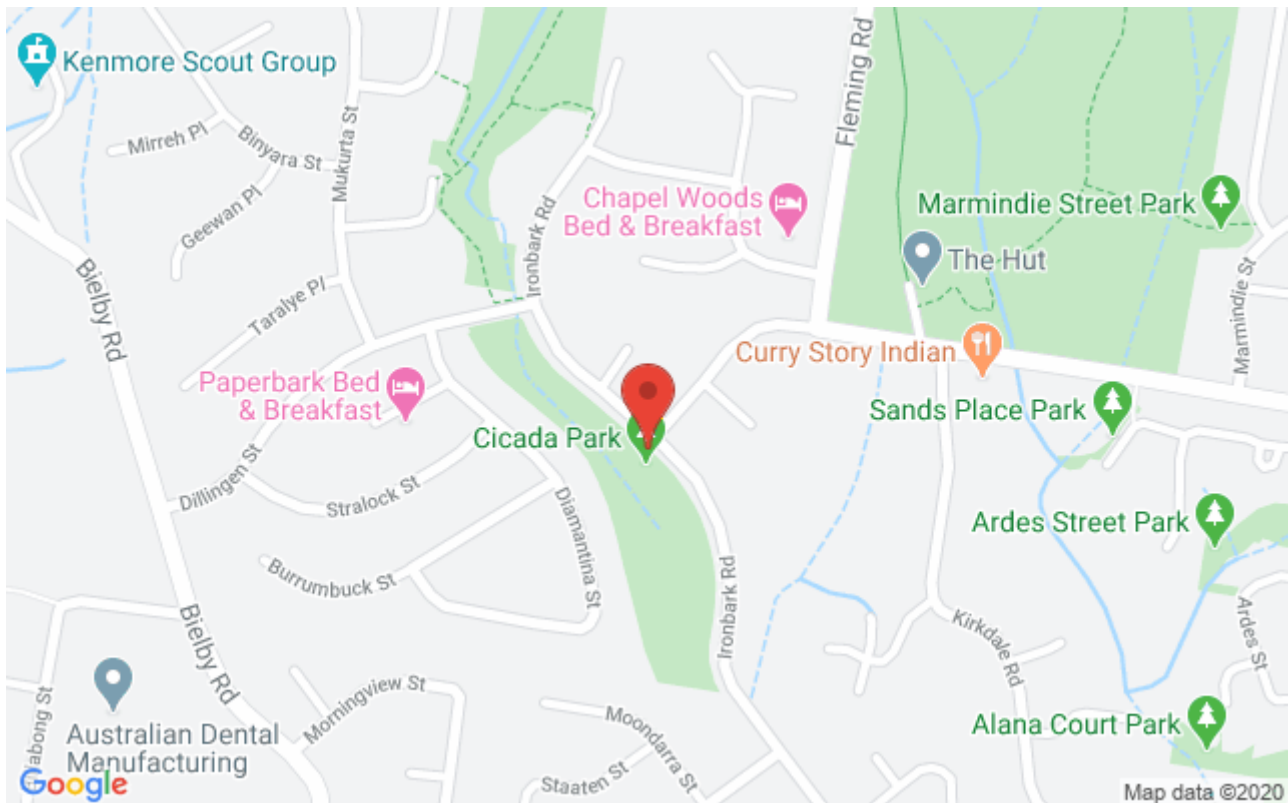 Kenmore Scout Group
Fleming Rd
Mirreh Pl
Binyara St
Mukurta St
Geewan Pl
Chapel Woods
Bed & Breakfast
Marmindie Street Park
Ironbark Rd
The Hut
Bielby Rd
Taralye Pl
Marmindie St
Curry Story Indian
Paperbark Bed
& Breakfast
Sands Place Park
Cicada Park
Dillingen St
Stralock St
Diamantina St
Ardes Street Park
Burrumbuck St
Ironbark Rd
Kirkdale Rd
Ardes St
Bielby Rd
Morningview St
Moondarra St
Alana Court Park
Australian Dental
Manufacturing
Staaten St
Google
Map data ©2020